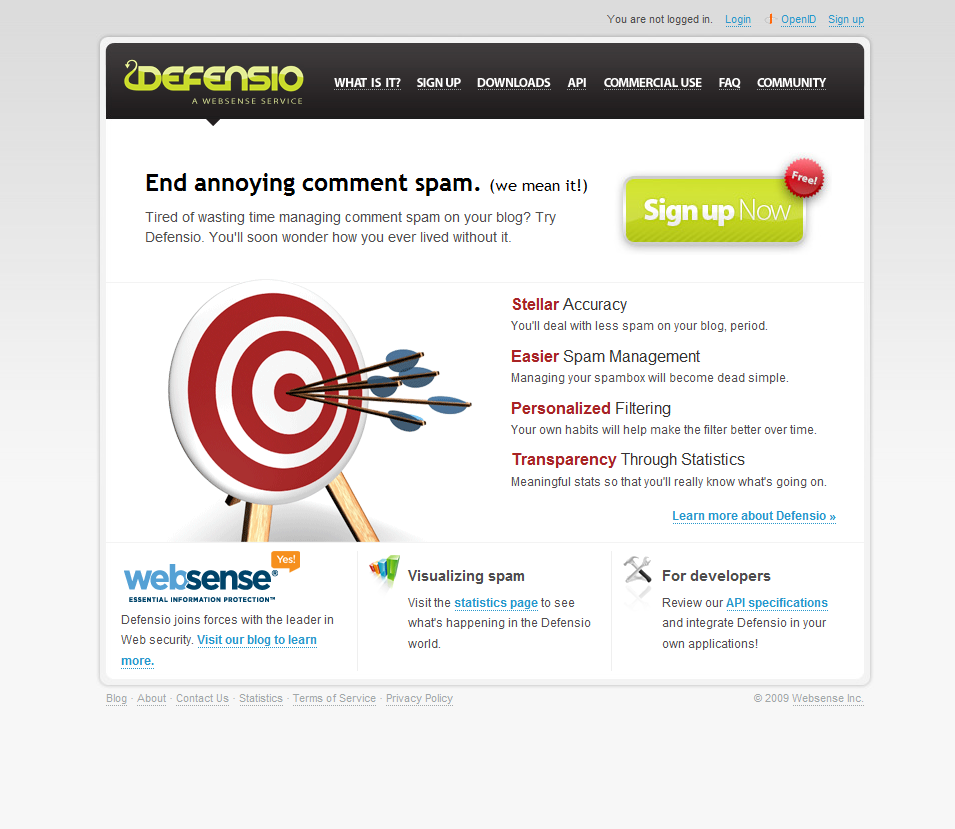 You are not logged in. Login OpenID Sign up
DEFENSIO
A WEBSENSE SERVICE
WHAT IS IT? SIGN UP DOWNLOADS API COMMERCIAL USE FAQ COMMUNITY
End annoying comment spam. (we mean it!)
Tired of wasting time managing comment spam on your blog? Try
Defensio. You'll soon wonder how you ever lived without it.
Free!
Sign up Now
Stellar Accuracy
You'll deal with less spam on your blog, period.
Easier Spam Management
Managing your spambox will become dead simple.
Personalized Filtering
Your own habits will help make the filter better over time.
Transparency Through Statistics
Meaningful stats so that you'll really know what's going on.
Learn more about Defensio »
Yes!
websense®
ESSENTIAL INFORMATION PROTECTION™
Defensio joins forces with the leader in
Web security. Visit our blog to learn
more.
Visualizing spam
Visit the statistics page to see
what's happening in the Defensio
world.
For developers
Review our API specifications
and integrate Defensio in your
own applications!
Blog · About · Contact Us · Statistics · Terms of Service · Privacy Policy
© 2009 Websense Inc.